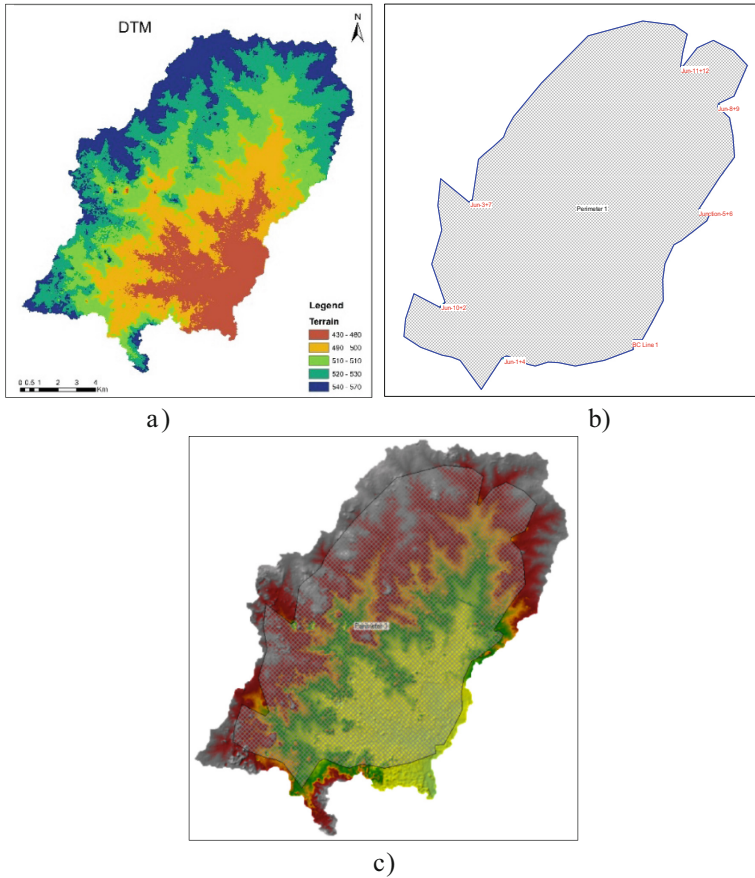 DTM
N
Legend
Terrain
430 - 480
490 - 500
510 - 510
520 - 530
540 - 570
0 0.5 1 2 3 4
Km
a)
Jun-11+12
Jun-8+9
Jun-3+7
Perimeter 1
Junction-5+6
Jun-10+2
BC Line 1
Jun-1+4
b)
c)